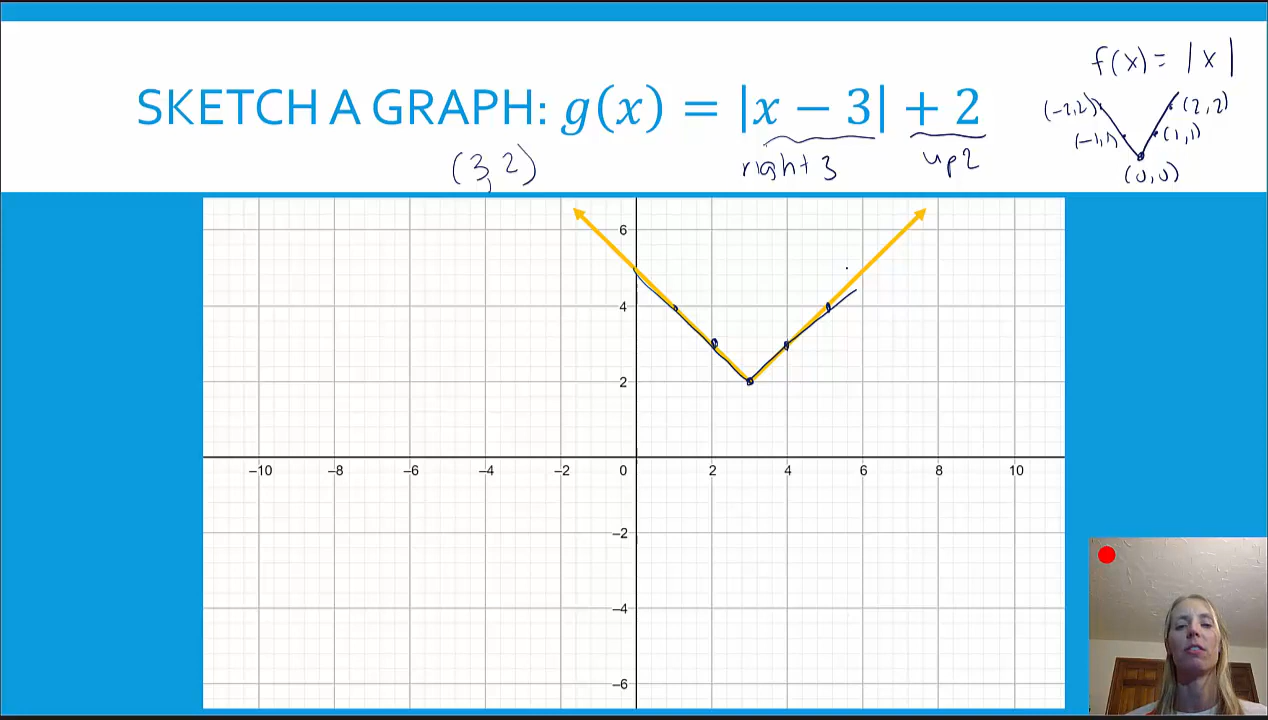 f(x) = |x|
SKETCH A GRAPH: g(x) = |x − 3| + 2
(-2,2) (2,2)
(-1,1) (1,1)
(0,0)
(3,2) right 3 up 2
6
4
2
−10 −8 −6 −4 −2 0 2 4 6 8 10
−2
−4
−6